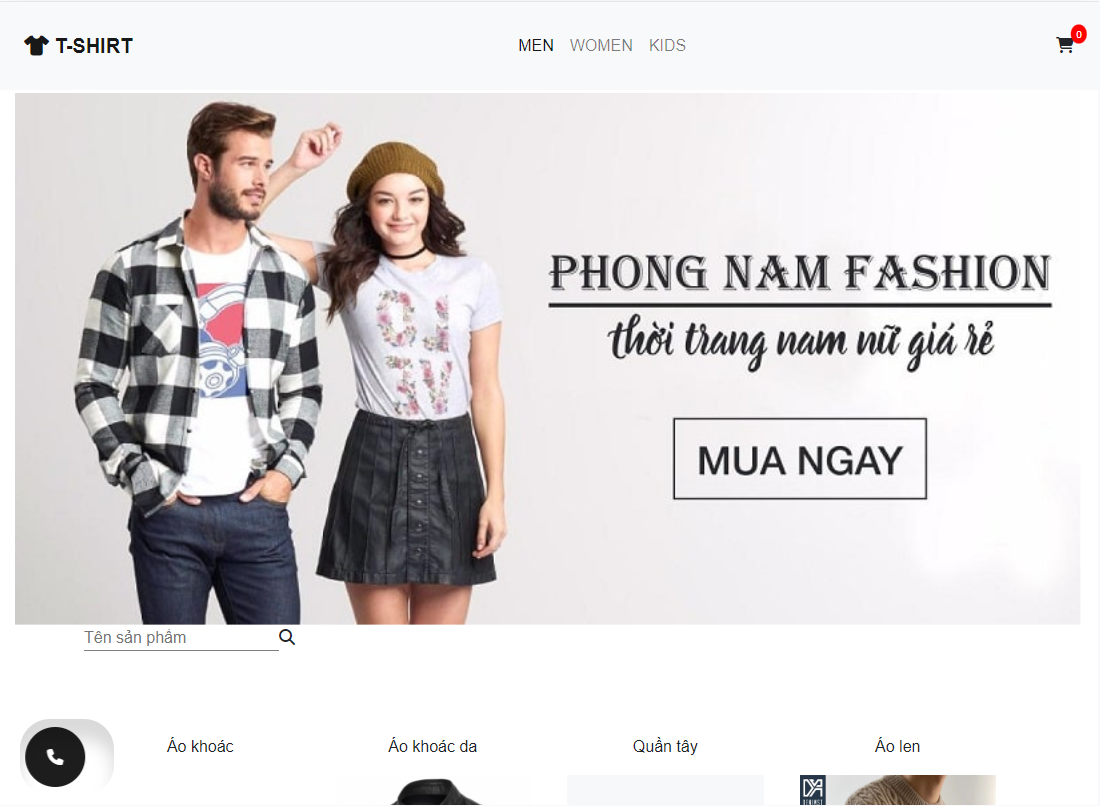 T-SHIRT
MEN WOMEN KIDS
0
PHONG NAM FASHION
thời trang nam nữ giá rẻ
MUA NGAY
Tên sản phẩm
Áo khoác
Áo khoác da
Quần tây
Áo len